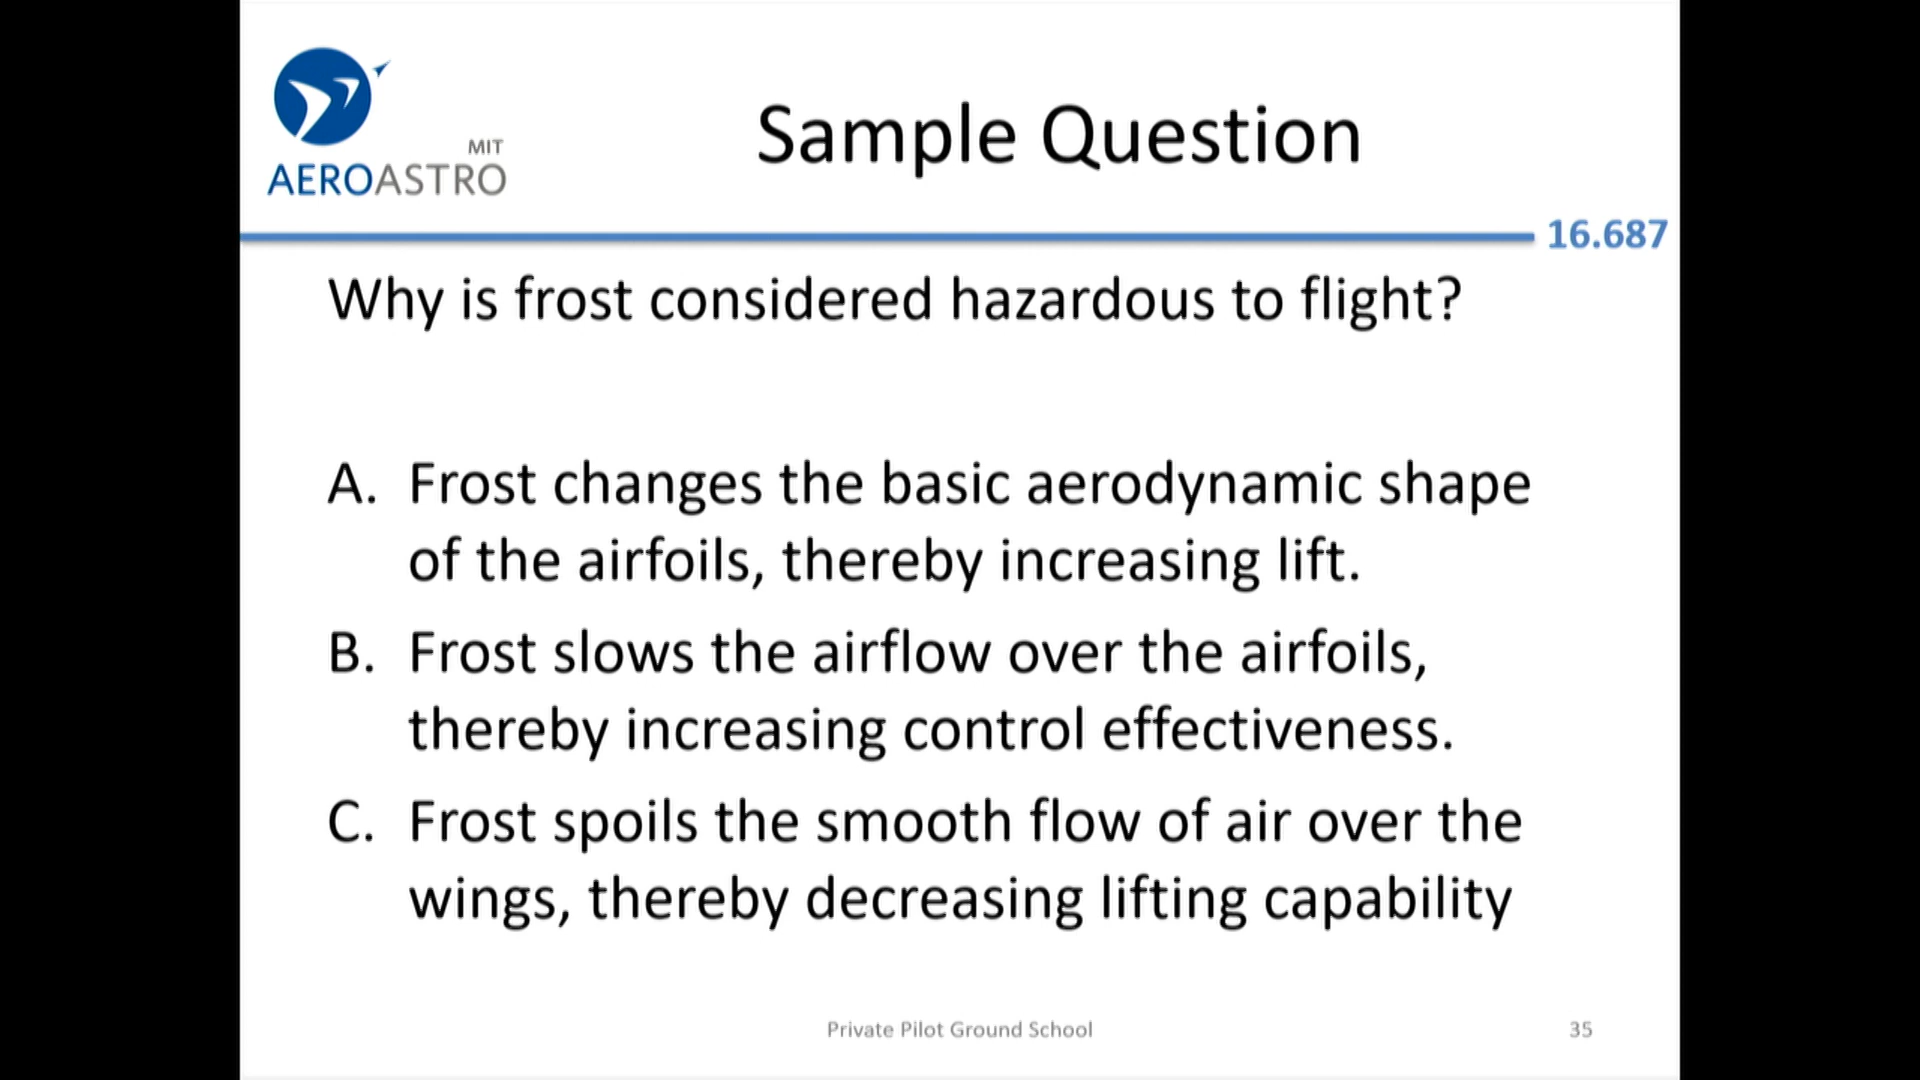 MIT
AEROASTRO
Sample Question
16.687
Why is frost considered hazardous to flight?
A. Frost changes the basic aerodynamic shape
of the airfoils, thereby increasing lift.
B. Frost slows the airflow over the airfoils,
thereby increasing control effectiveness.
C. Frost spoils the smooth flow of air over the
wings, thereby decreasing lifting capability
Private Pilot Ground School
35